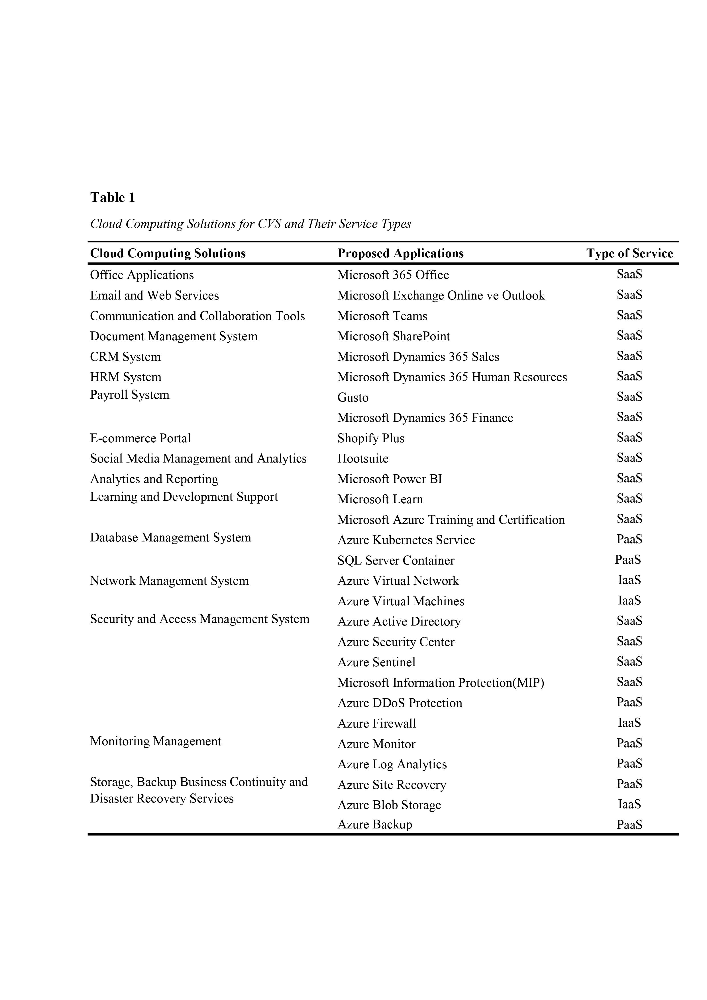 Table 1
Cloud Computing Solutions for CVS and Their Service Types
Cloud Computing Solutions Proposed Applications Type of Service
Office Applications Microsoft 365 Office SaaS
Email and Web Services Microsoft Exchange Online ve Outlook SaaS
Communication and Collaboration Tools Microsoft Teams SaaS
Document Management System Microsoft SharePoint SaaS
CRM System Microsoft Dynamics 365 Sales SaaS
HRM System Microsoft Dynamics 365 Human Resources SaaS
Payroll System Gusto SaaS
Microsoft Dynamics 365 Finance SaaS
E-commerce Portal Shopify Plus SaaS
Social Media Management and Analytics Hootsuite SaaS
Analytics and Reporting Microsoft Power BI SaaS
Learning and Development Support Microsoft Learn SaaS
Microsoft Azure Training and Certification SaaS
Database Management System Azure Kubernetes Service PaaS
SQL Server Container PaaS
Network Management System Azure Virtual Network IaaS
Azure Virtual Machines IaaS
Security and Access Management System Azure Active Directory SaaS
Azure Security Center SaaS
Azure Sentinel SaaS
Microsoft Information Protection(MIP) SaaS
Azure DDoS Protection PaaS
Azure Firewall IaaS
Monitoring Management Azure Monitor PaaS
Azure Log Analytics PaaS
Storage, Backup Business Continuity and Azure Site Recovery PaaS
Disaster Recovery Services Azure Blob Storage IaaS
Azure Backup PaaS